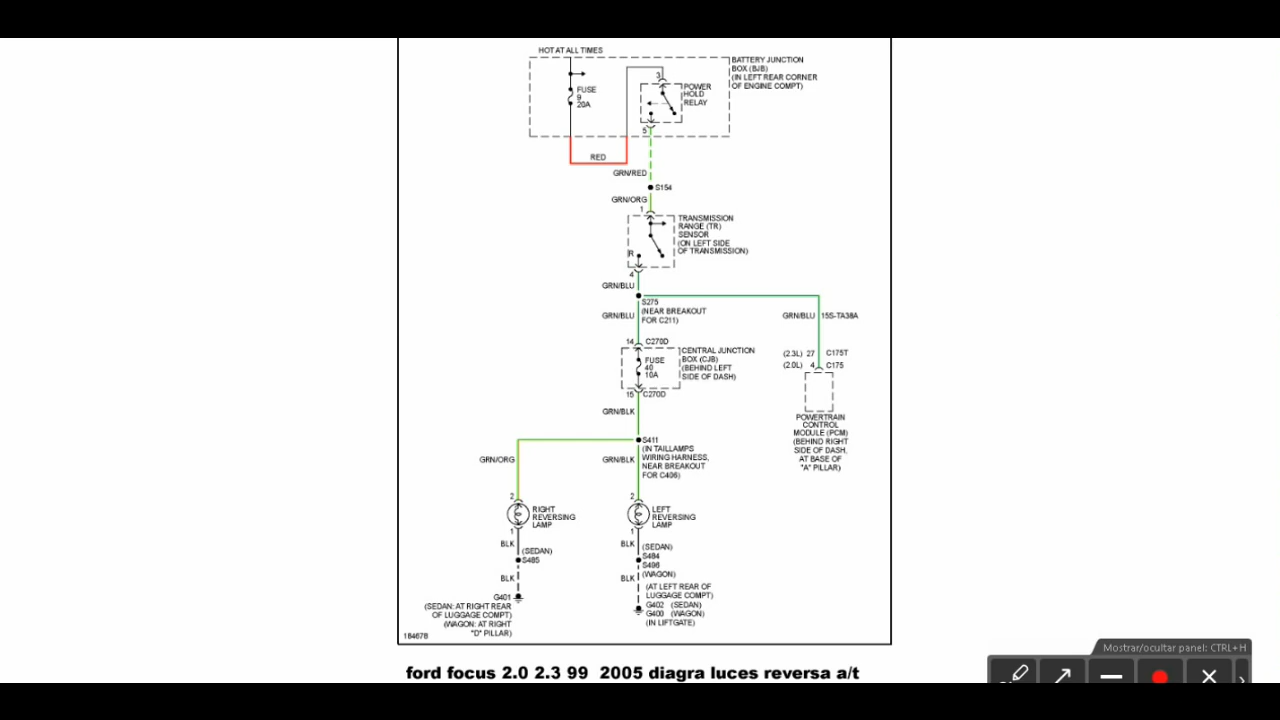 HOT AT ALL TIMES
BATTERY JUNCTION
BOX (BJB)
(IN LEFT REAR CORNER
OF ENGINE COMPT)
FUSE
9
20A
3
POWER
HOLD
RELAY
5
RED
GRN/RED
S154
GRN/ORG
1
TRANSMISSION
RANGE (TR)
SENSOR
(ON LEFT SIDE
OF TRANSMISSION)
R
4
GRN/BLU
S275
(NEAR BREAKOUT
FOR C211)
GRN/BLU
GRN/BLU 15S-TA38A
14 C270D
CENTRAL JUNCTION
BOX (CJB)
(BEHIND LEFT
SIDE OF DASH)
FUSE
40
10A
15 C270D
(2.3L) 27 C175T
(2.0L) 4 C175
POWERTRAIN
CONTROL
MODULE (PCM)
(BEHIND RIGHT
SIDE OF DASH,
AT BASE OF
"A" PILLAR)
GRN/BLK
S411
(IN TAILLAMPS
WIRING HARNESS,
NEAR BREAKOUT
FOR C406)
GRN/ORG
GRN/BLK
2
RIGHT
REVERSING
LAMP
1
2
LEFT
REVERSING
LAMP
1
BLK
(SEDAN)
S485
BLK
G401
(SEDAN: AT RIGHT REAR
OF LUGGAGE COMPT)
(WAGON: AT RIGHT
"D" PILLAR)
BLK
(SEDAN)
S484
S496
(WAGON)
BLK
(AT LEFT REAR OF
LUGGAGE COMPT)
G402 (SEDAN)
G400 (WAGON)
(IN LIFTGATE)
184678
ford focus 2.0 2.3 99 2005 diagra luces reversa a/t
Mostrar/ocultar panel: CTRL+H